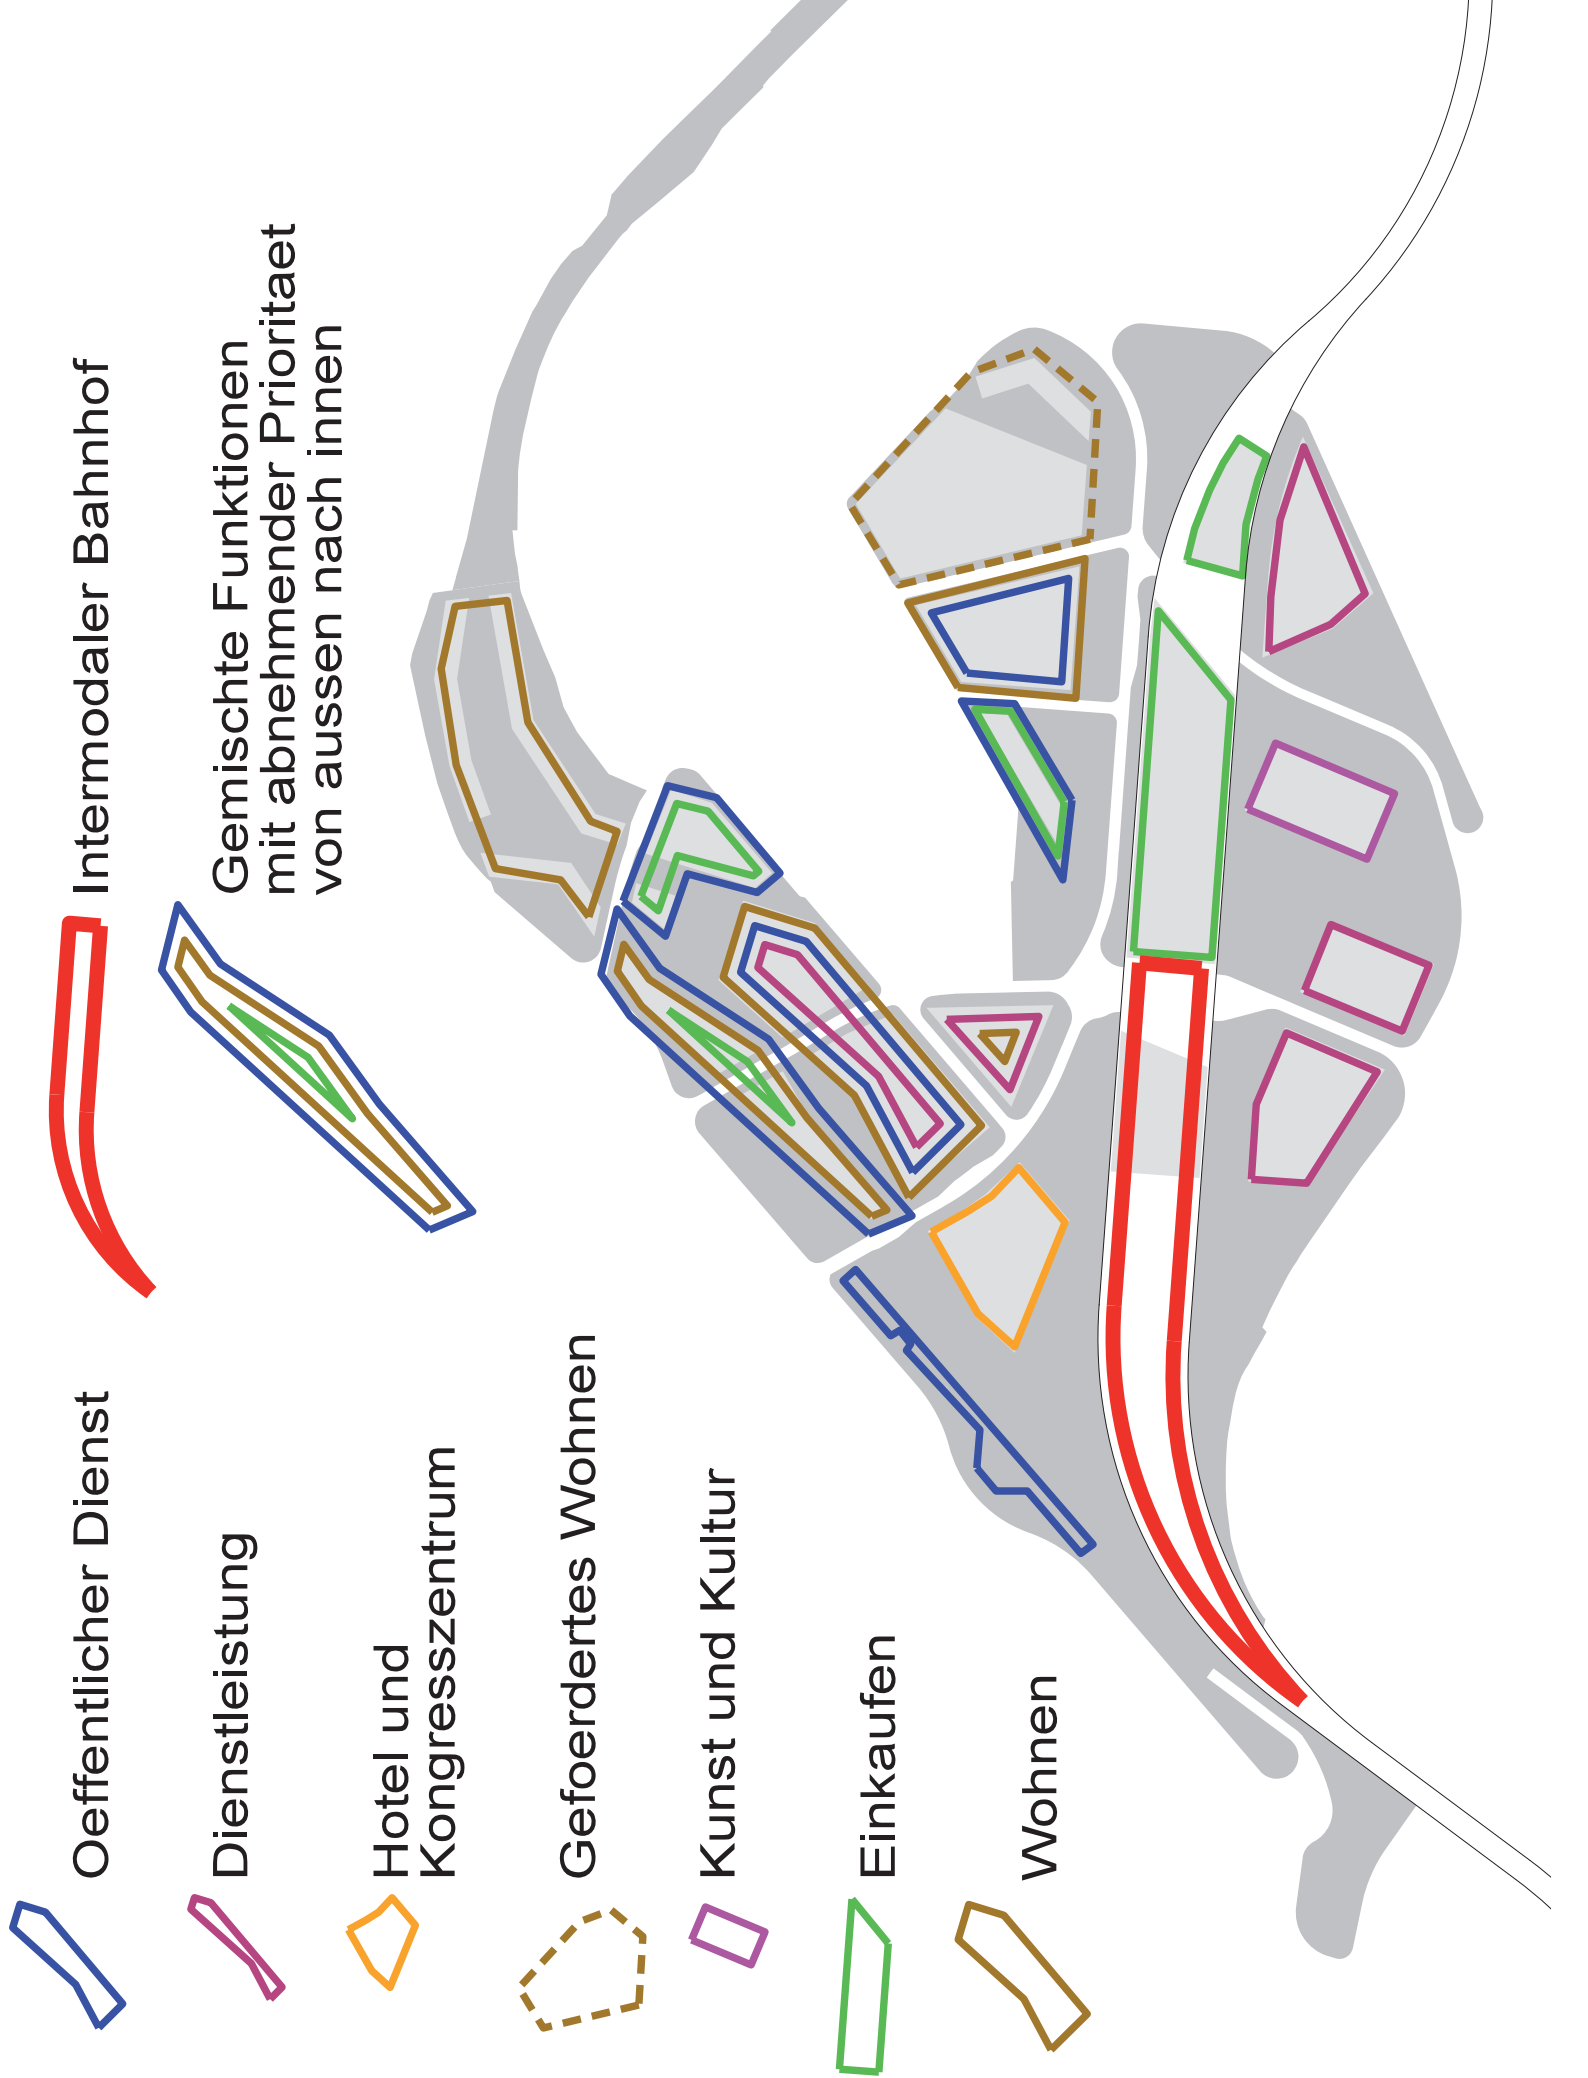 Oeffentlicher Dienst
Dienstleistung
Hotel und
Kongresszentrum
Gefoerdertes Wohnen
Kunst und Kultur
Einkaufen
Wohnen
Intermodaler Bahnhof
Gemischte Funktionen
mit abnehmender Prioritaet
von aussen nach innen